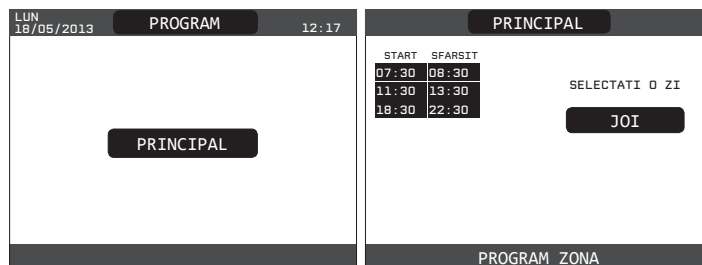 LUN
18/05/2013
PROGRAM
12:17
PRINCIPAL
PRINCIPAL
START SFARSIT
07:30 08:30
11:30 13:30
18:30 22:30
SELECTATI O ZI
JOI
PROGRAM ZONA